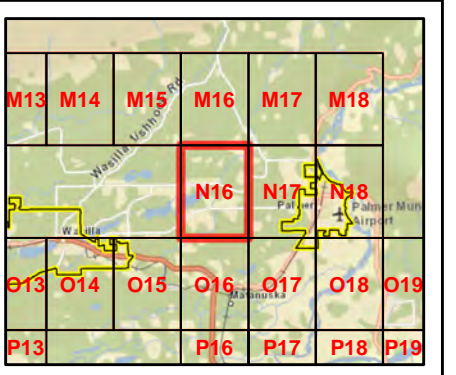 M13 M14 M15 M16 M17 M18
Wasilla Fishhook Rd
N16 N17 N18
Palmer
Palmer Mun
Airport
Wasilla
O13 O14 O15 O16 O17 O18 O19
Matanuska
P13 P16 P17 P18 P19